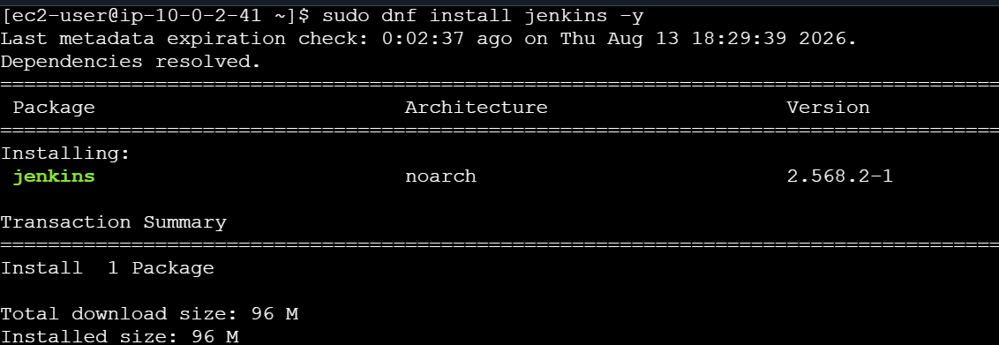 [ec2-user@ip-10-0-2-41 ~]$ sudo dnf install jenkins -y
Last metadata expiration check: 0:02:37 ago on Thu Aug 13 18:29:39 2026.
Dependencies resolved.
================================================================================
Package Architecture Version
================================================================================
Installing:
jenkins noarch 2.568.2-1
Transaction Summary
================================================================================
Install 1 Package
Total download size: 96 M
Installed size: 96 M